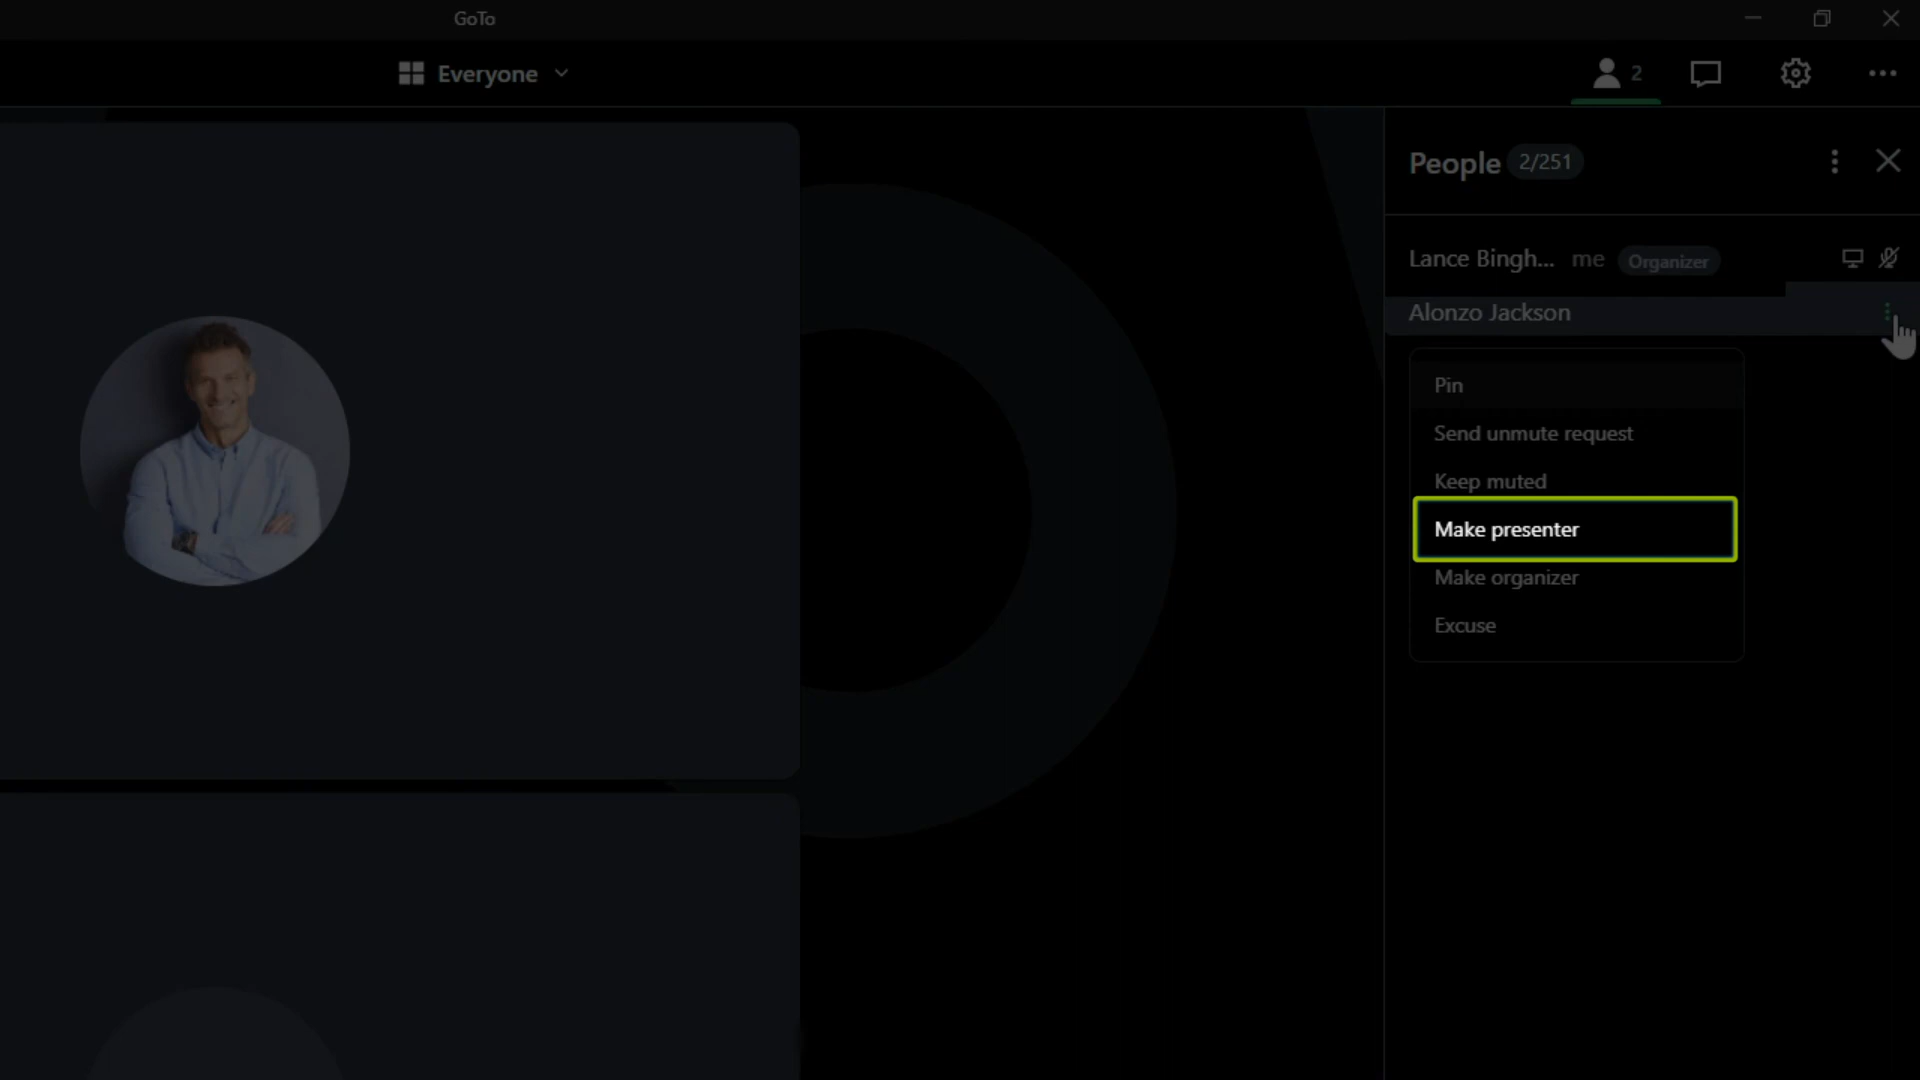 GoTo
Everyone
2
People 2/251
Lance Bingh... me Organizer
Alonzo Jackson
Pin
Send unmute request
Keep muted
Make presenter
Make organizer
Excuse